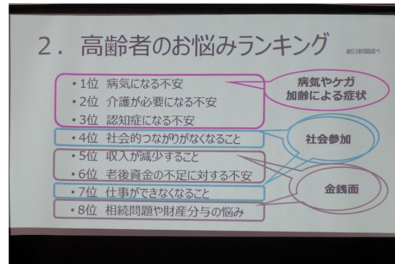 2．高齢者のお悩みランキング
朝日新聞調べ
・1位 病気になる不安
・2位 介護が必要になる不安
・3位 認知症になる不安
・4位 社会的つながりがなくなること
・5位 収入が減少すること
・6位 老後資金の不足に対する不安
・7位 仕事ができなくなること
・8位 相続問題や財産分与の悩み
病気やケガ
加齢による症状
社会参加
金銭面